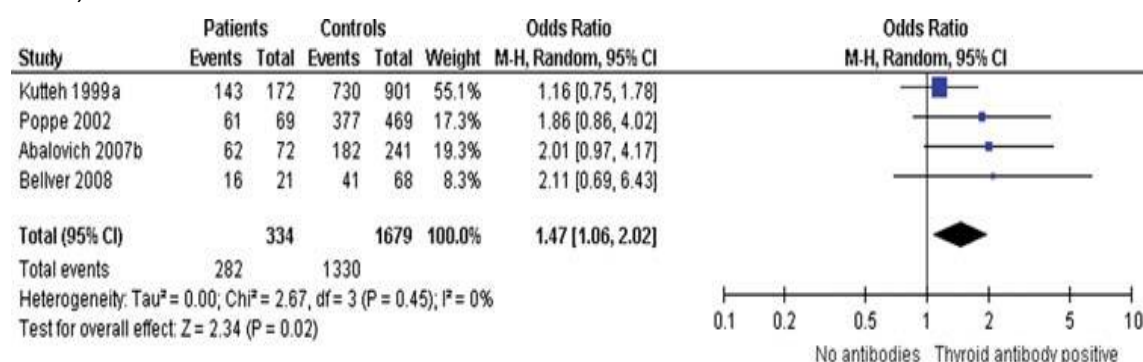 Patients Controls Odds Ratio Odds Ratio
Study Events Total Events Total Weight M-H, Random, 95% CI M-H, Random, 95% CI
Kutteh 1999a 143 172 730 901 55.1% 1.16 [0.75, 1.78]
Poppe 2002 61 69 377 469 17.3% 1.86 [0.86, 4.02]
Abalovich 2007b 62 72 182 241 19.3% 2.01 [0.97, 4.17]
Bellver 2008 16 21 41 68 8.3% 2.11 [0.69, 6.43]
Total (95% CI) 334 1679 100.0% 1.47 [1.06, 2.02]
Total events 282 1330
Heterogeneity: Tau² = 0.00; Chi² = 2.67, df = 3 (P = 0.45); I² = 0%
Test for overall effect: Z = 2.34 (P = 0.02)
0.1 0.2 0.5 1 2 5 10
No antibodies Thyroid antibody positive